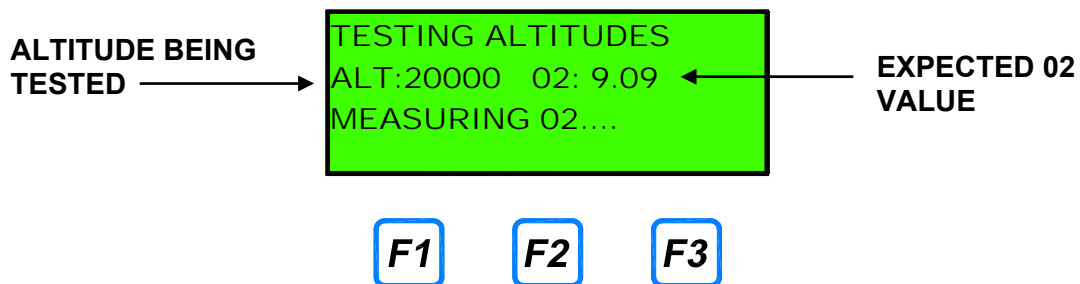 ALTITUDE BEING
TESTED
TESTING ALTITUDES
ALT:20000 02: 9.09
MEASURING 02....
EXPECTED 02
VALUE
F1 F2 F3